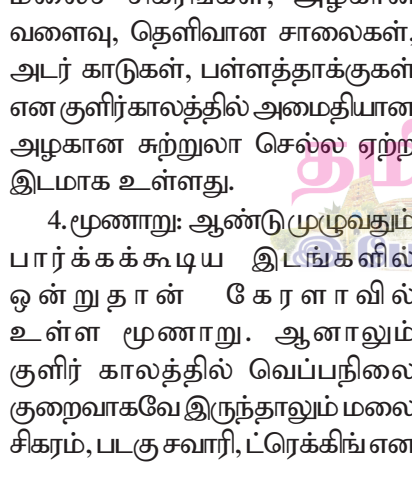 மலைச் சிகரங்கள், அழகான
வளைவு, தெளிவான சாலைகள்,
அடர் காடுகள், பள்ளத்தாக்குகள்
என குளிர்காலத்தில் அமைதியான
அழகான சுற்றுலா செல்ல ஏற்ற
இடமாக உள்ளது.
4.மூணாறு: ஆண்டு முழுவதும்
பார்க்கக்கூடிய இடங்களில்
ஒன்றுதான் கேரளாவில்
உள்ள மூணாறு. ஆனாலும்
குளிர் காலத்தில் வெப்பநிலை
குறைவாகவே இருந்தாலும் மலை
சிகரம், படகு சவாரி, ட்ரெக்கிங் என